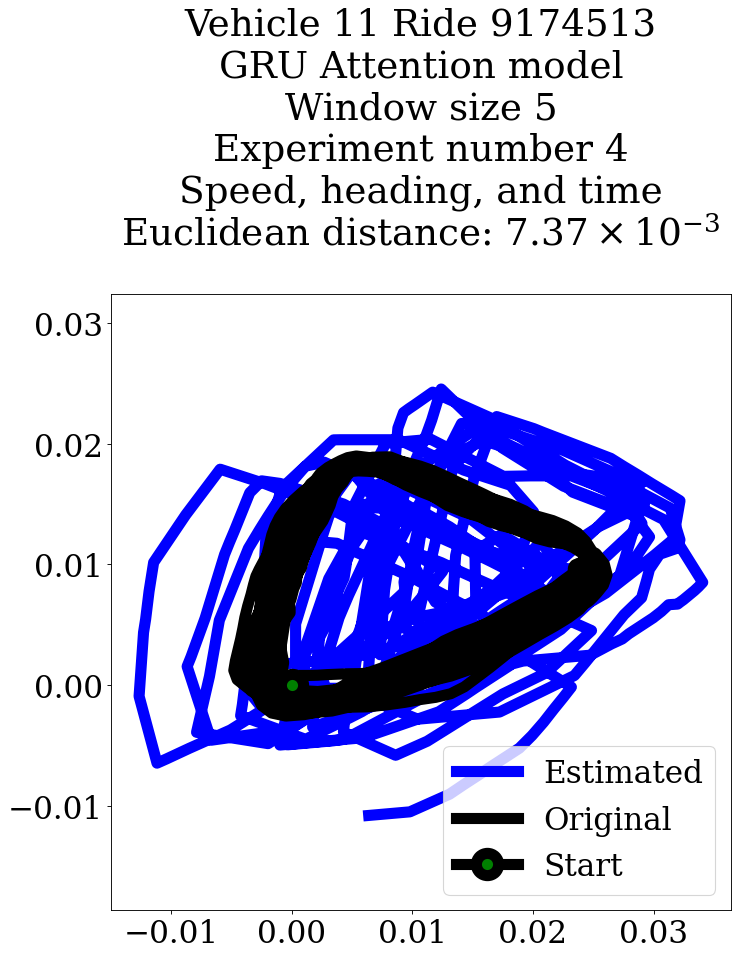 Vehicle 11 Ride 9174513
GRU Attention model
Window size 5
Experiment number 4
Speed, heading, and time
Euclidean distance: 7.37 × 10⁻³
0.03
0.02
0.01
0.00
−0.01
Estimated
Original
Start
−0.01 0.00 0.01 0.02 0.03